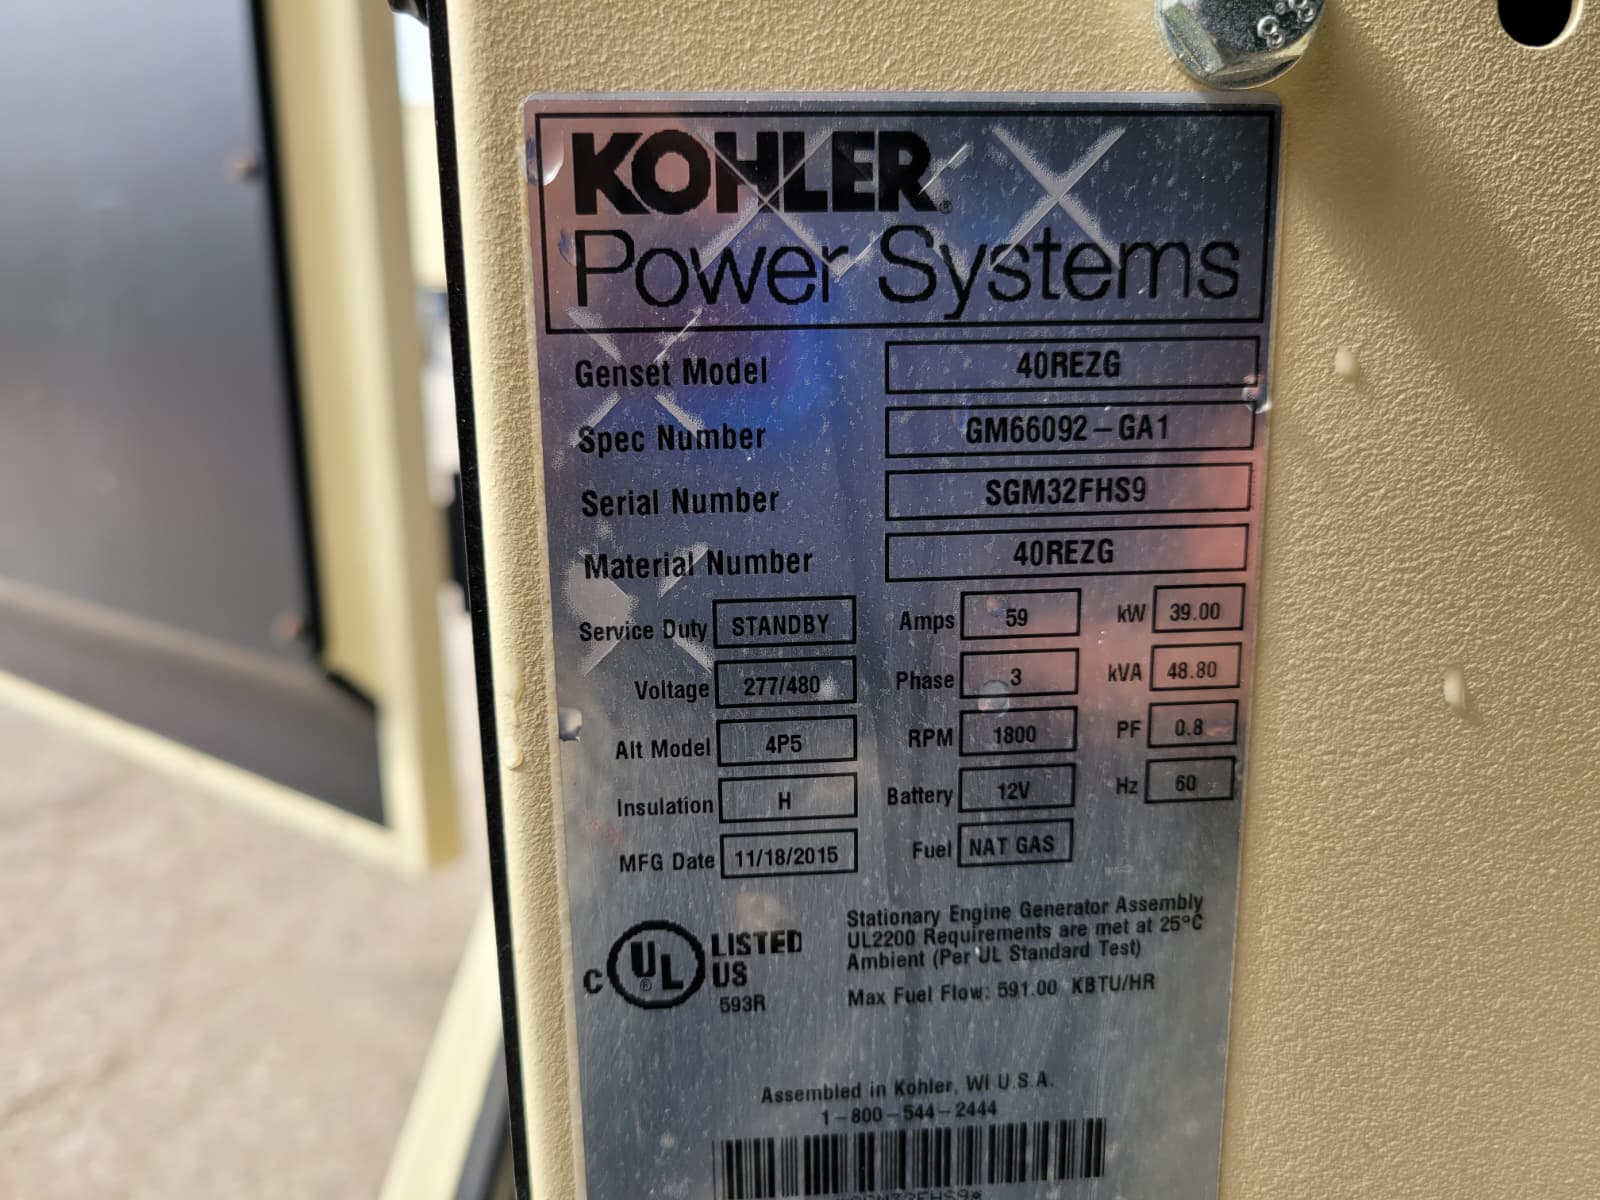 KOHLER®
Power Systems
Genset Model 40REZG
Spec Number GM66092-GA1
Serial Number SGM32FHS9
Material Number 40REZG
Service Duty STANDBY Amps 59 kW 39.00
Voltage 277/480 Phase 3 kVA 48.80
Alt Model 4P5 RPM 1800 PF 0.8
Insulation H Battery 12V Hz 60
MFG Date 11/18/2015 Fuel NAT GAS
Stationary Engine Generator Assembly
UL2200 Requirements are met at 25°C
Ambient (Per UL Standard Test)
Max Fuel Flow: 591.00 KBTU/HR
C UL® LISTED
US
593R
Assembled in Kohler, WI U.S.A.
1-800-544-2444